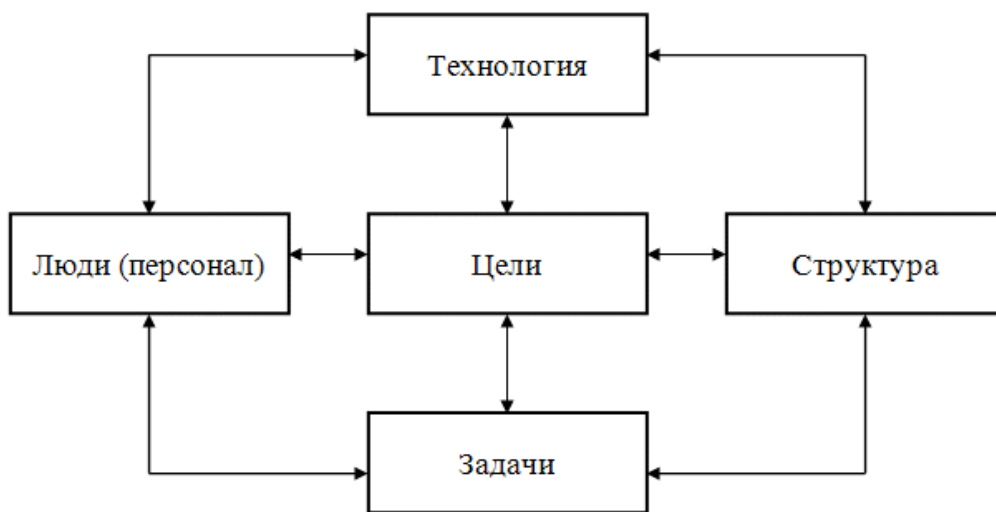 Технология
Люди (персонал)
Цели
Структура
Задачи